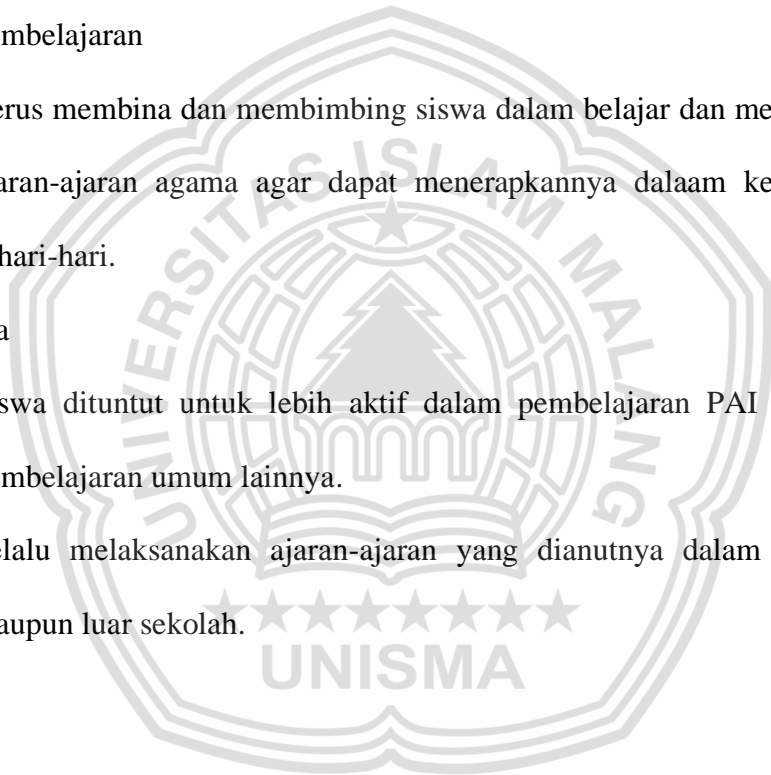 embelajaran
erus membina dan membimbing siswa dalam belajar dan me
aran-ajaran agama agar dapat menerapkannya dalaam ke
hari-hari.
a
swa dituntut untuk lebih aktif dalam pembelajaran PAI
mbelajaran umum lainnya.
elalu melaksanakan ajaran-ajaran yang dianutnya dalam
aupun luar sekolah.
UNIVERSITAS ISLAM MALANG
UNISMA